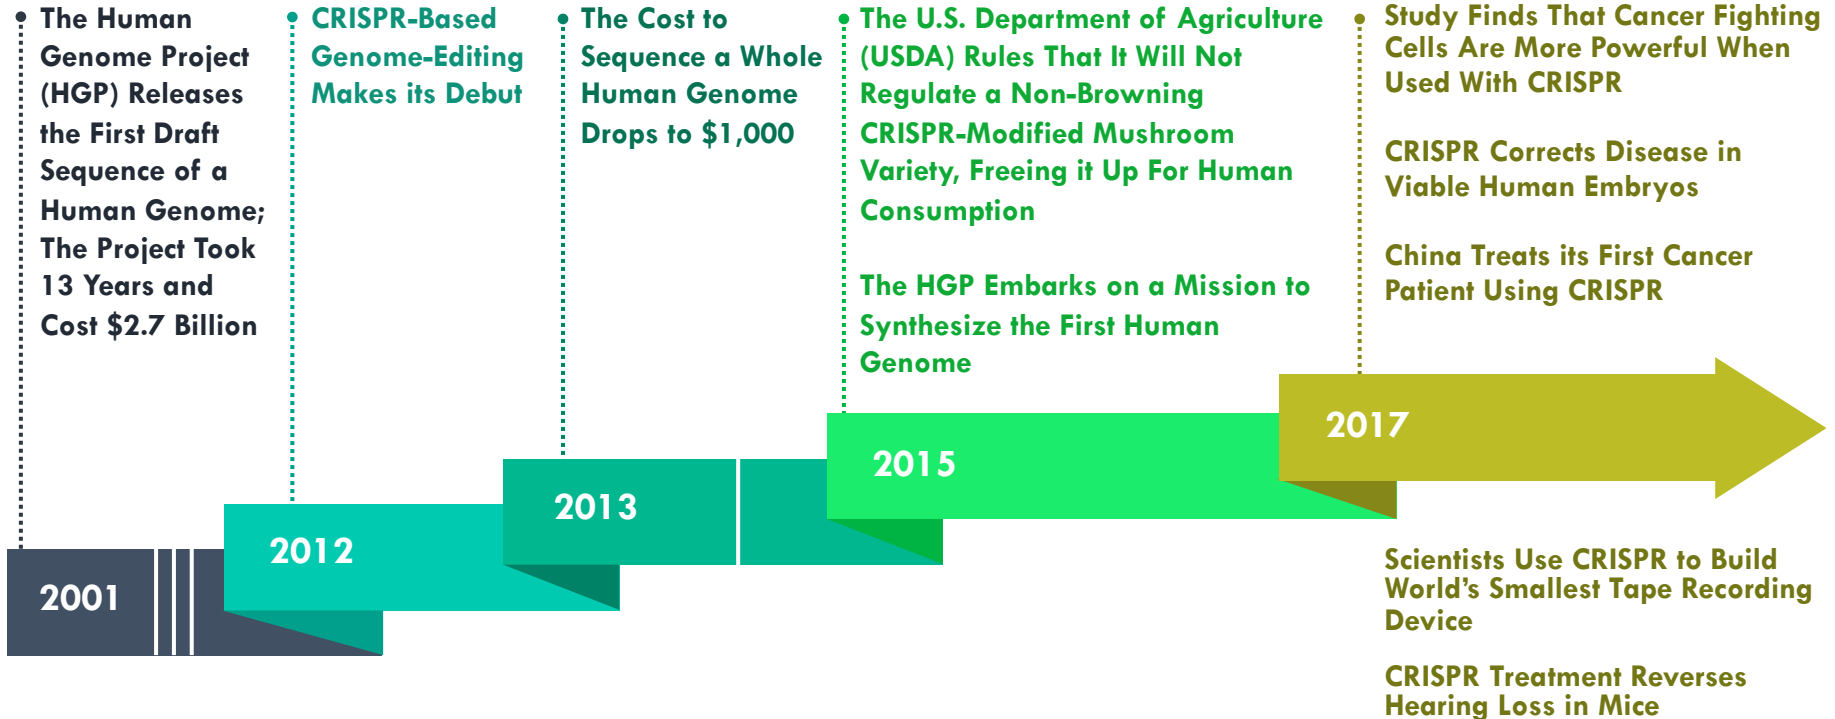 The Human
Genome Project
(HGP) Releases
the First Draft
Sequence of a
Human Genome;
The Project Took
13 Years and
Cost $2.7 Billion
CRISPR-Based
Genome-Editing
Makes its Debut
The Cost to
Sequence a Whole
Human Genome
Drops to $1,000
The U.S. Department of Agriculture
(USDA) Rules That It Will Not
Regulate a Non-Browning
CRISPR-Modified Mushroom
Variety, Freeing it Up For Human
Consumption
The HGP Embarks on a Mission to
Synthesize the First Human
Genome
Study Finds That Cancer Fighting
Cells Are More Powerful When
Used With CRISPR
CRISPR Corrects Disease in
Viable Human Embryos
China Treats its First Cancer
Patient Using CRISPR
2001
2012
2013
2015
2017
Scientists Use CRISPR to Build
World’s Smallest Tape Recording
Device
CRISPR Treatment Reverses
Hearing Loss in Mice